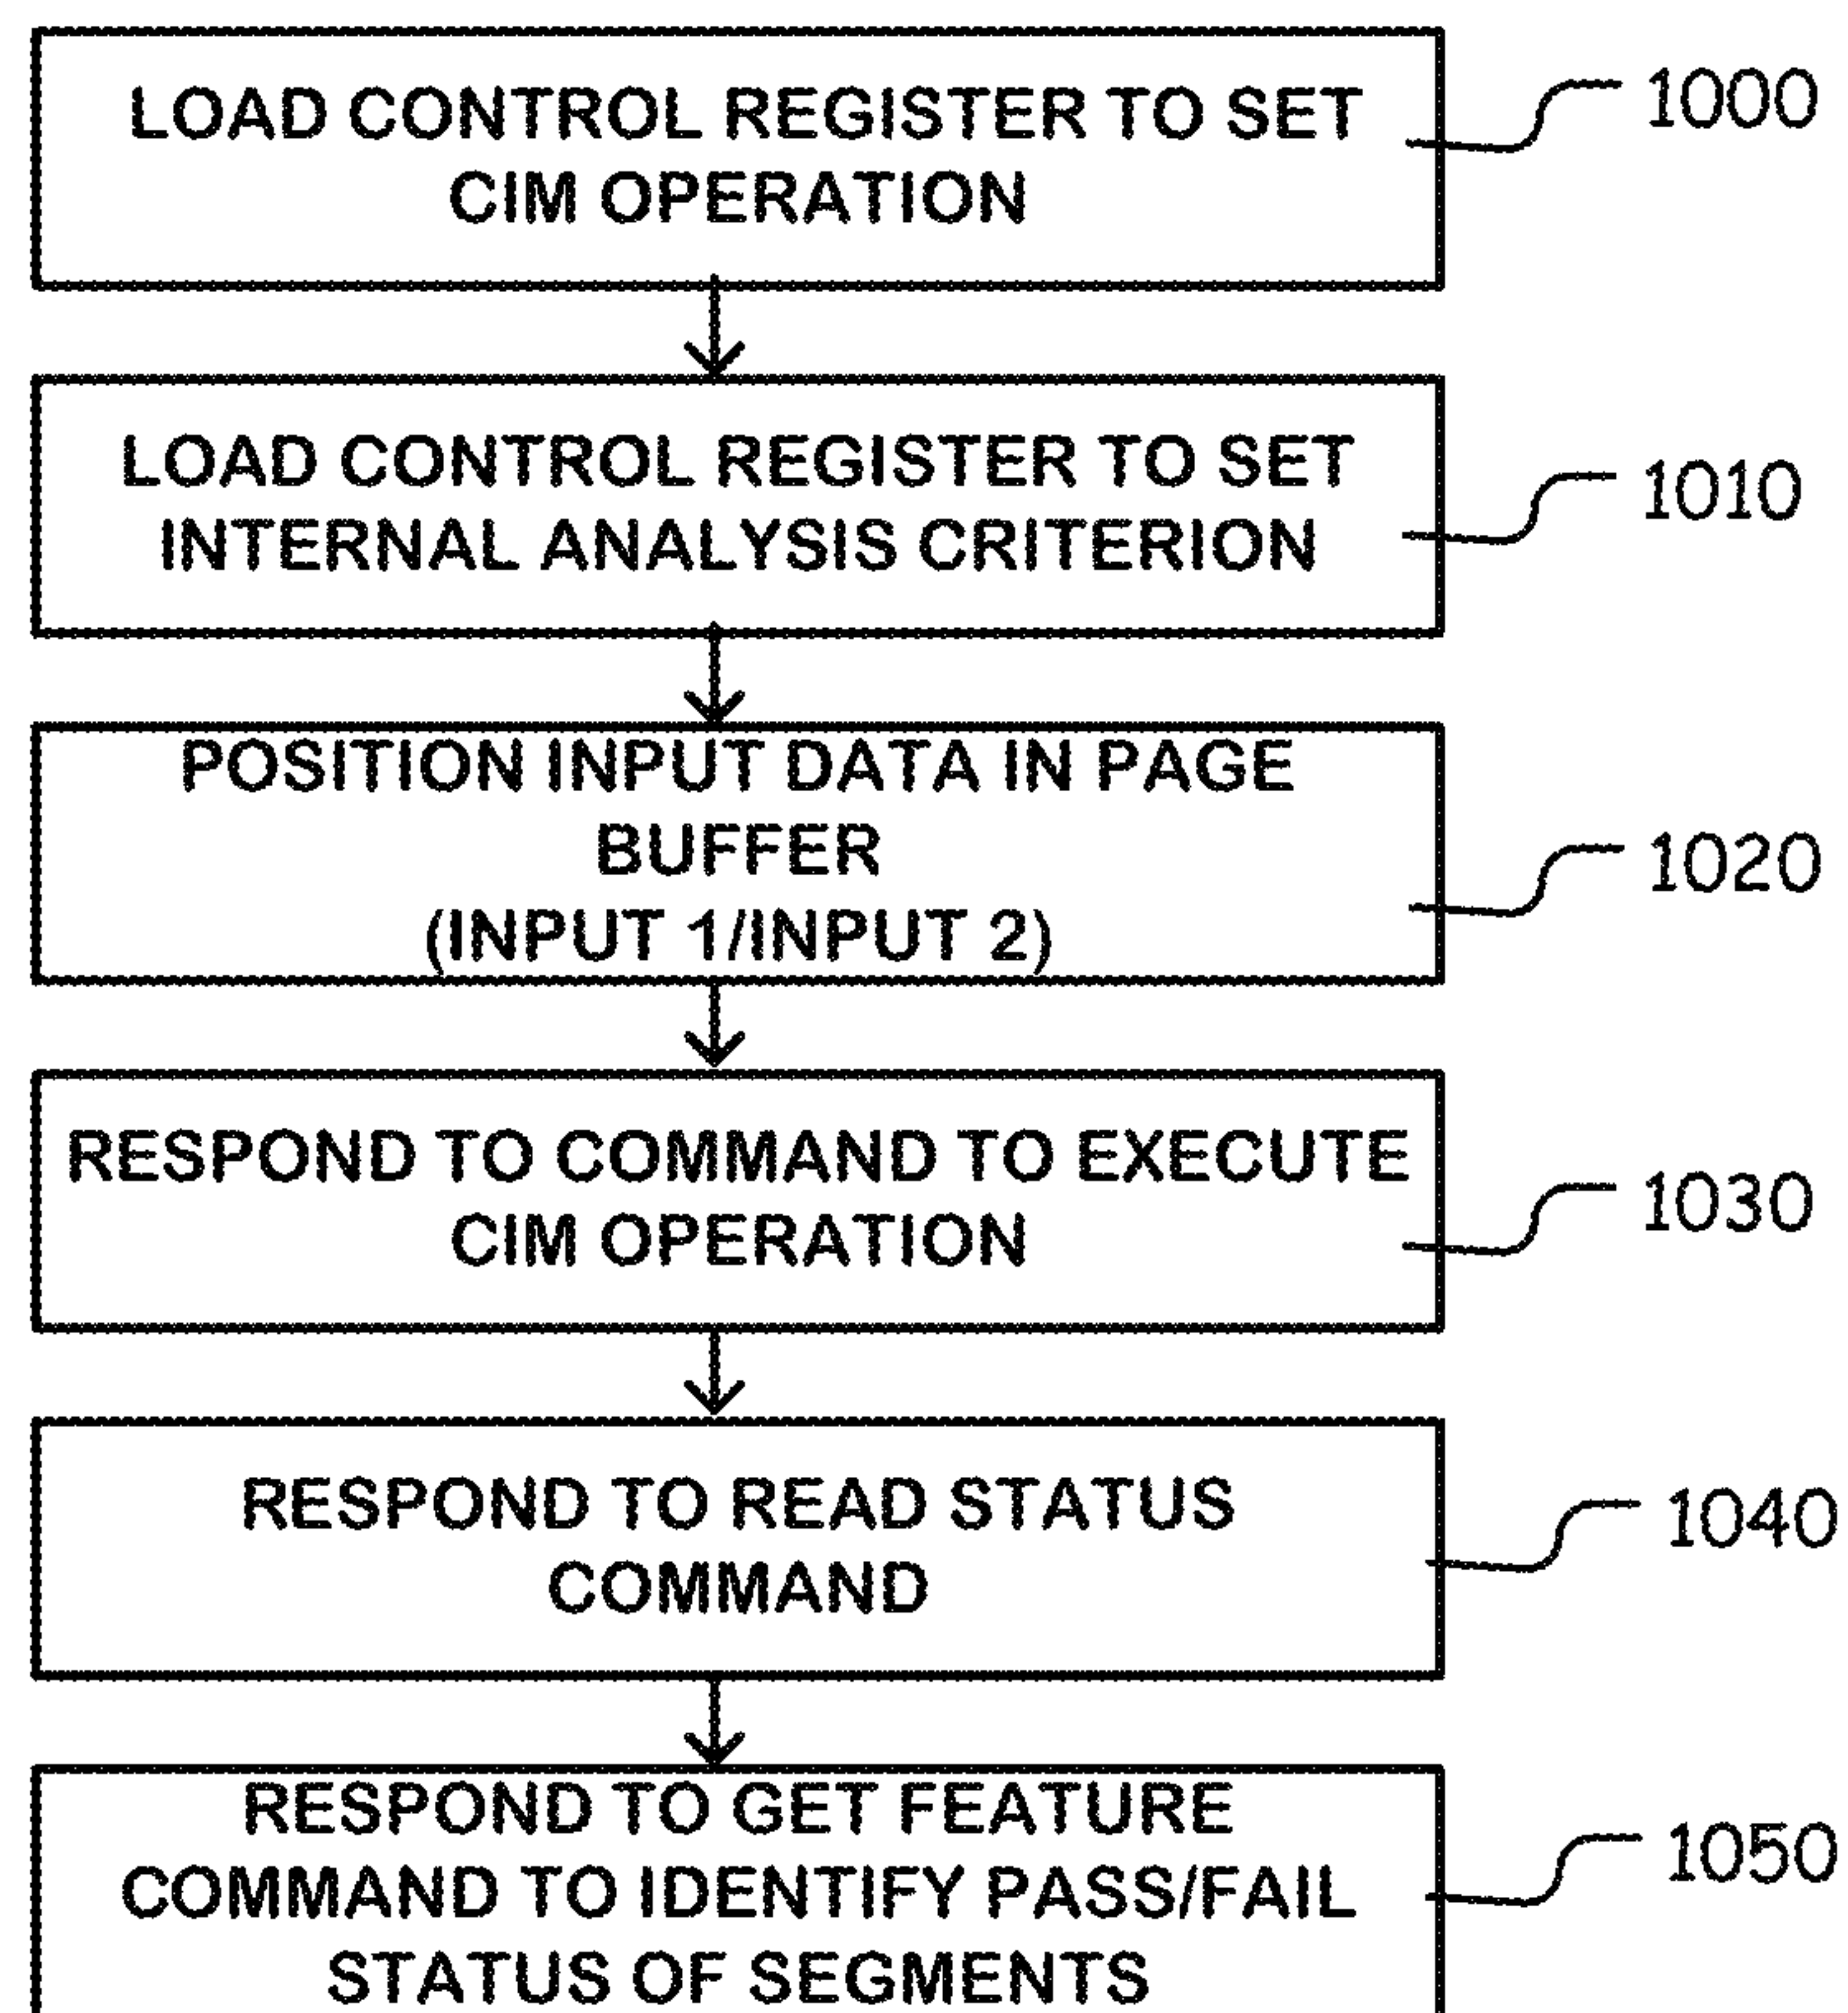 LOAD CONTROL REGISTER TO SET
CIM OPERATION
1000
LOAD CONTROL REGISTER TO SET
INTERNAL ANALYSIS CRITERION
1010
POSITION INPUT DATA IN PAGE
BUFFER
(INPUT 1/INPUT 2)
1020
RESPOND TO COMMAND TO EXECUTE
CIM OPERATION
1030
RESPOND TO READ STATUS
COMMAND
1040
RESPOND TO GET FEATURE
COMMAND TO IDENTIFY PASS/FAIL
STATUS OF SEGMENTS
1050